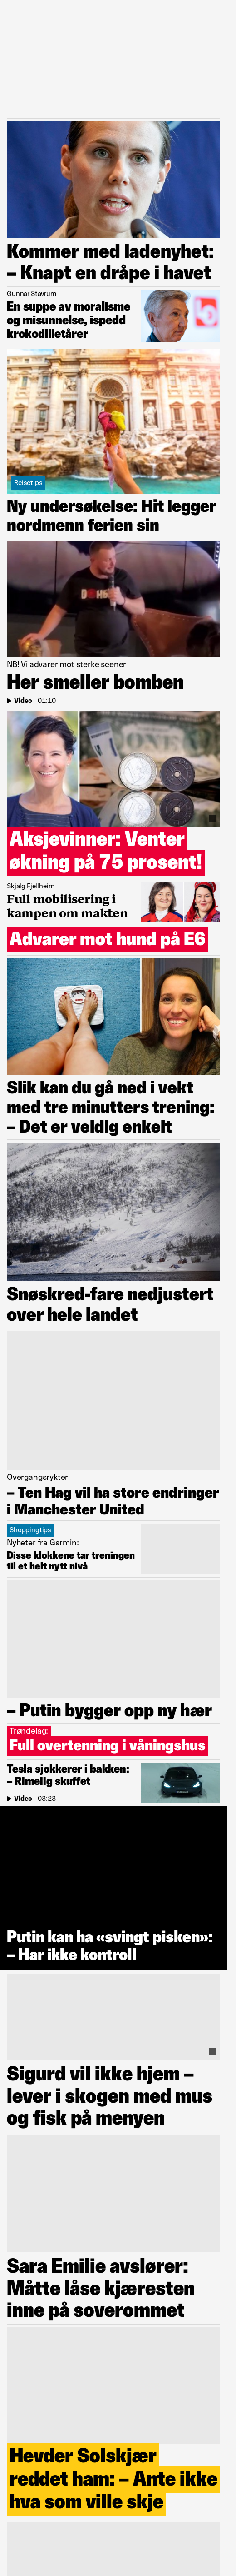 Kommer med ladenyhet:
– Knapt en dråpe i havet
Gunnar Stavrum
En suppe av moralisme
og misunnelse, ispedd
krokodilletårer
Reisetips
Ny undersøkelse: Hit legger
nordmenn ferien sin
NB! Vi advarer mot sterke scener
Her smeller bomben
Video | 01:10
Aksjevinner: Venter
økning på 75 prosent!
Skjalg Fjellheim
Full mobilisering i
kampen om makten
Advarer mot hund på E6
Slik kan du gå ned i vekt
med tre minutters trening:
– Det er veldig enkelt
Snøskred-fare nedjustert
over hele landet
Overgangsrykter
– Ten Hag vil ha store endringer
i Manchester United
Shoppingtips
Nyheter fra Garmin:
Disse klokkene tar treningen
til et helt nytt nivå
– Putin bygger opp ny hær
Trøndelag:
Full overtenning i våningshus
Tesla sjokkerer i bakken:
– Rimelig skuffet
Video | 03:23
Putin kan ha «svingt pisken»:
– Har ikke kontroll
Sigurd vil ikke hjem –
lever i skogen med mus
og fisk på menyen
Sara Emilie avslører:
Måtte låse kjæresten
inne på soverommet
Hevder Solskjær
reddet ham: – Ante ikke
hva som ville skje